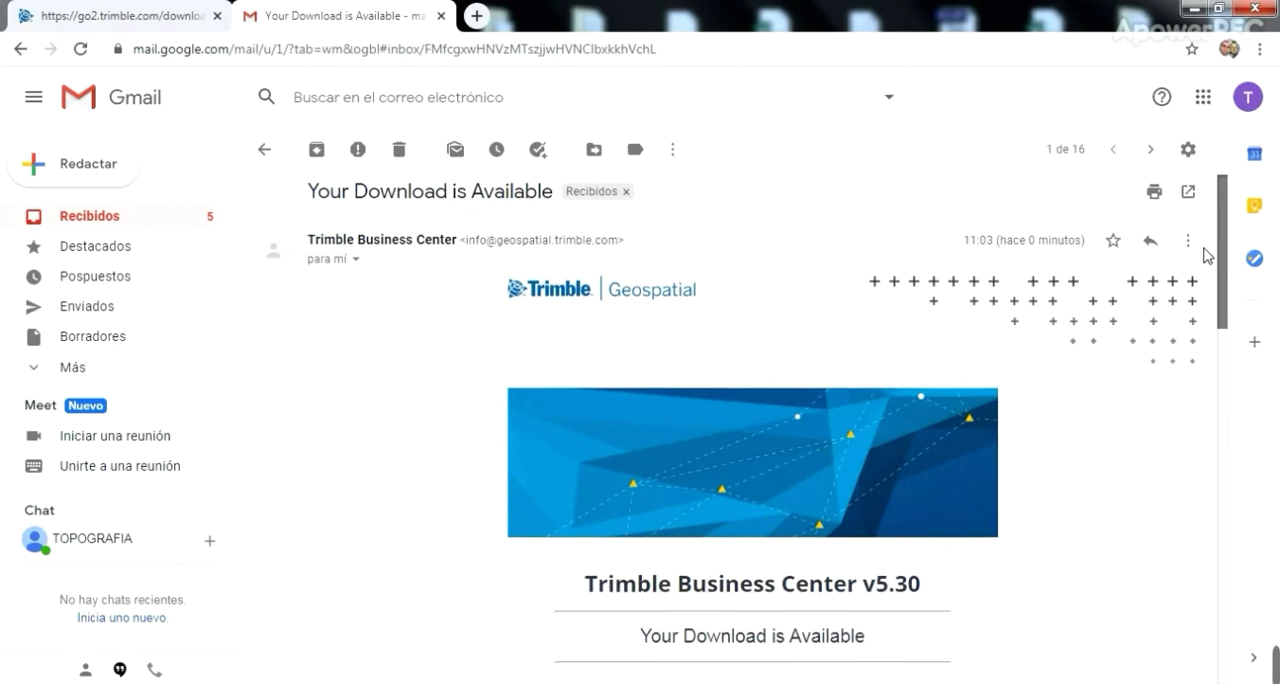 https://go2.trimble.com/downloa
Your Download is Available - ma
ApowerREC
mail.google.com/mail/u/1/?tab=wm&ogbl#inbox/FMfcgxwHNVzMTszjjwHVNClbxkkhVchL
Gmail
Buscar en el correo electrónico
T
Redactar
1 de 16
31
Your Download is Available
Recibidos x
Recibidos 5
Trimble Business Center <info@geospatial.trimble.com>
11:03 (hace 0 minutos)
para mí
Destacados
Pospuestos
Enviados
Borradores
Más
Trimble | Geospatial
Meet Nuevo
Iniciar una reunión
Unirte a una reunión
Chat
TOPOGRAFIA
No hay chats recientes.
Inicia uno nuevo.
Trimble Business Center v5.30
Your Download is Available